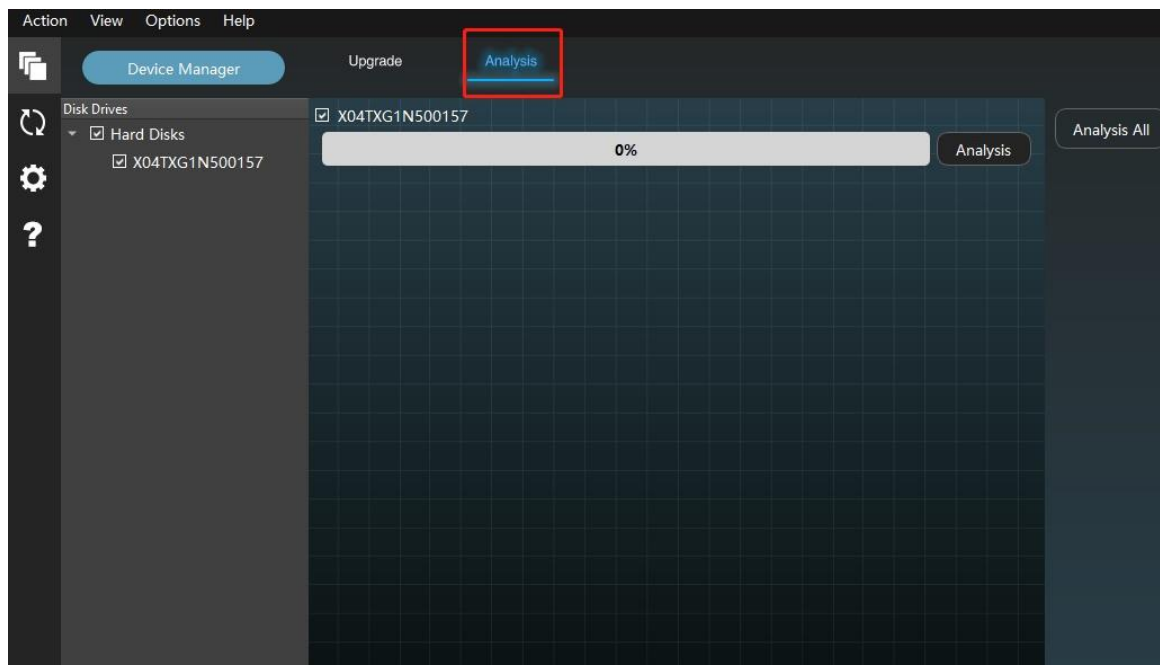 Action View Options Help
Device Manager
Upgrade Analysis
Disk Drives
Hard Disks
X04TXG1N500157
X04TXG1N500157
0%
Analysis
Analysis All